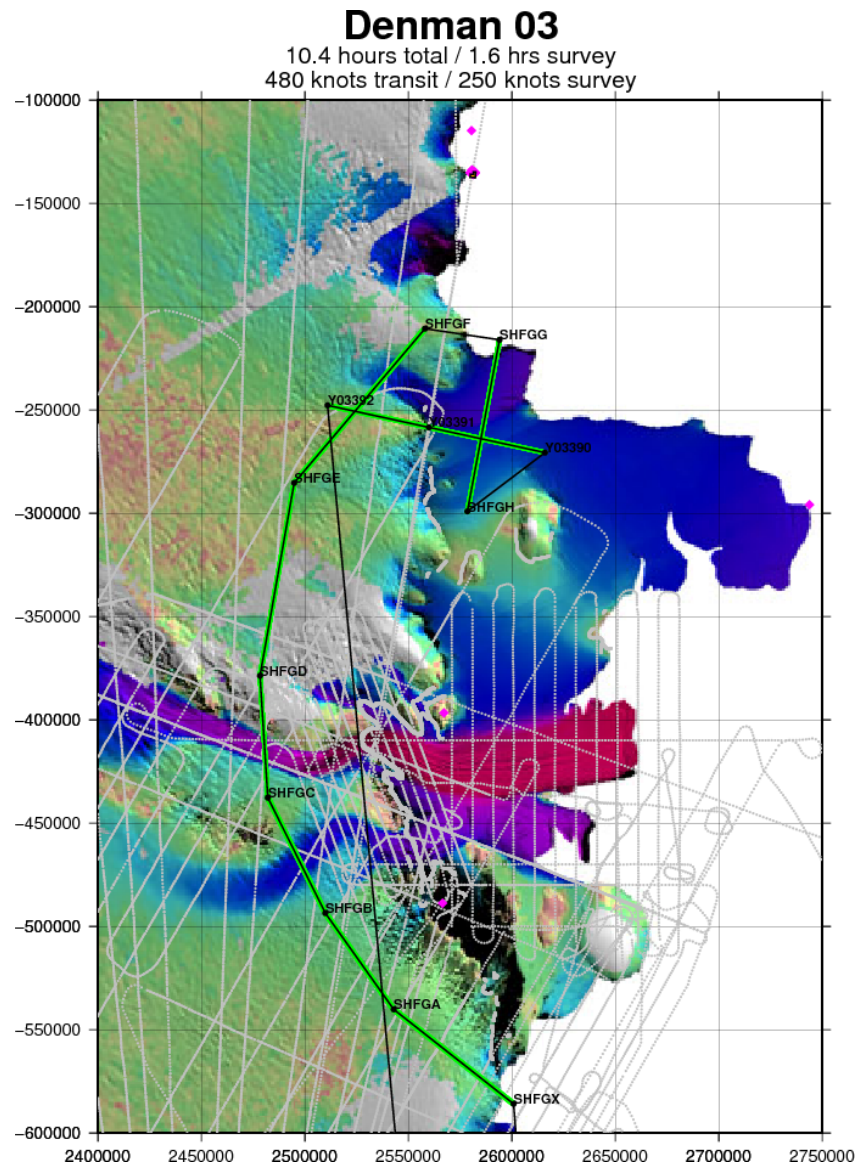 Denman 03
10.4 hours total / 1.6 hrs survey
480 knots transit / 250 knots survey
−100000
−150000
−200000
SHFGF
SHFGG
−250000
Y03392
Y03391
Y03390
SHFGE
−300000
SHFGH
−350000
SHFGD
−400000
SHFGC
−450000
SHFGB
−500000
SHFGA
−550000
SHFGX
−600000
2400000 2450000 2500000 2550000 2600000 2650000 2700000 2750000